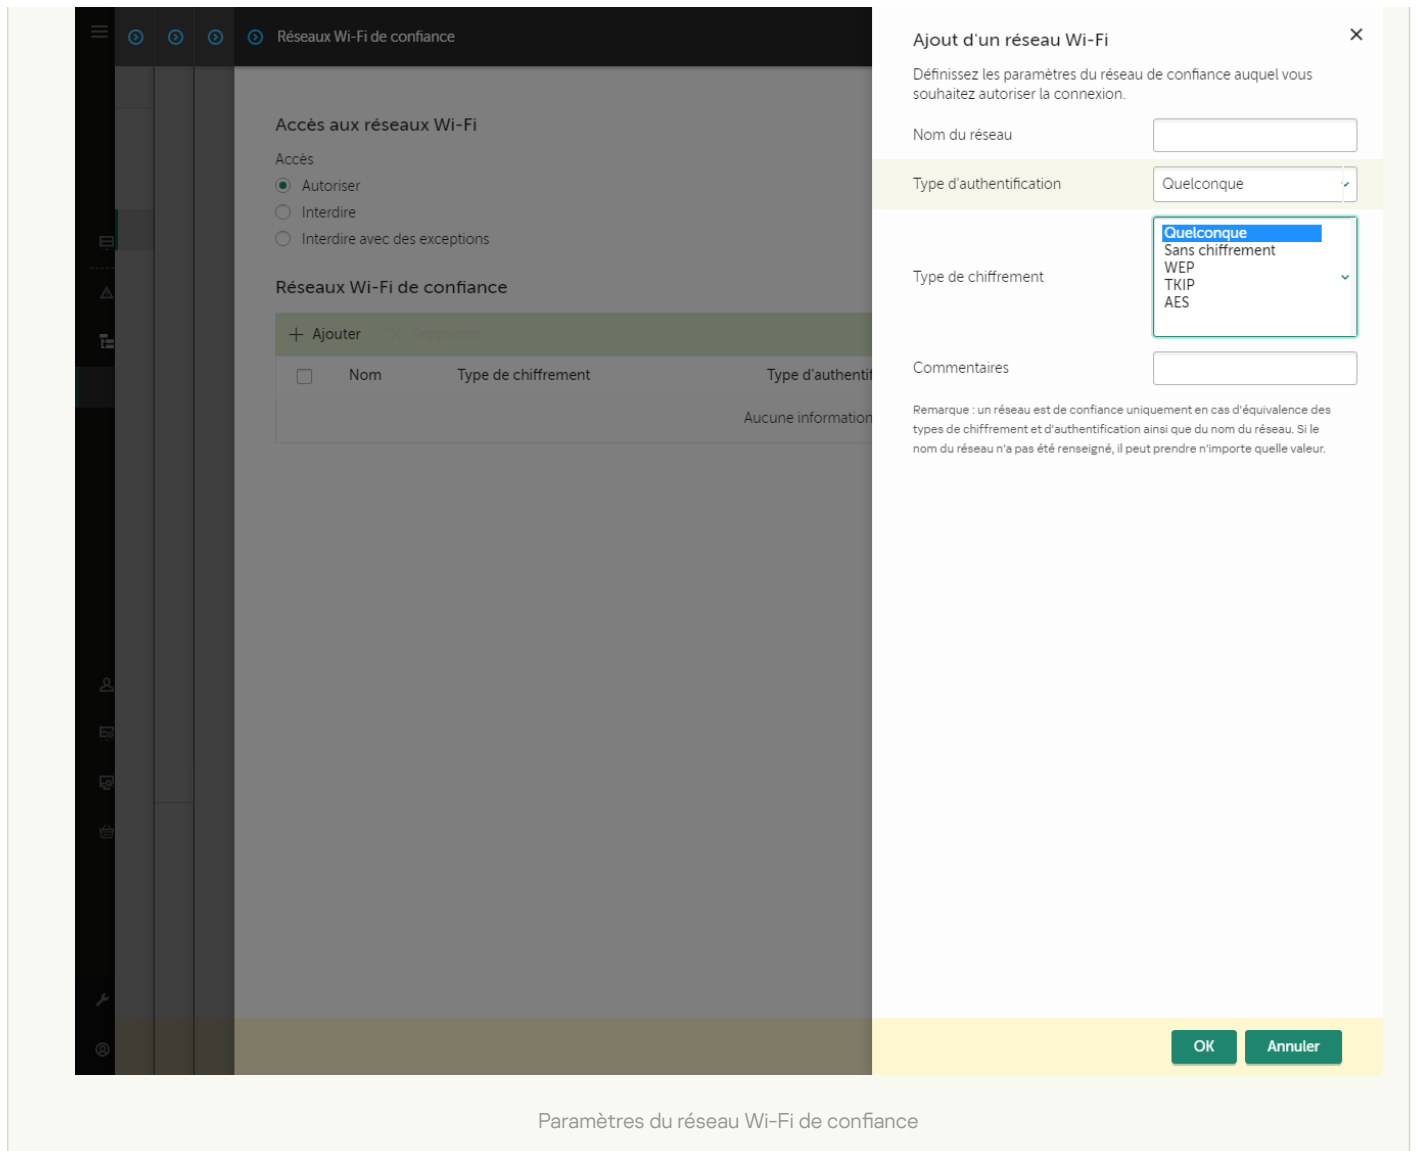 Réseaux Wi-Fi de confiance
Accès aux réseaux Wi-Fi
Accès
Autoriser
Interdire
Interdire avec des exceptions
Réseaux Wi-Fi de confiance
Ajouter Supprimer
Nom Type de chiffrement Type d'authentif
Aucune information
Ajout d'un réseau Wi-Fi
Définissez les paramètres du réseau de confiance auquel vous
souhaitez autoriser la connexion.
Nom du réseau
Type d'authentification Quelconque
Type de chiffrement
Quelconque
Sans chiffrement
WEP
TKIP
AES
Commentaires
Remarque : un réseau est de confiance uniquement en cas d'équivalence des
types de chiffrement et d'authentification ainsi que du nom du réseau. Si le
nom du réseau n'a pas été renseigné, il peut prendre n'importe quelle valeur.
OK Annuler
Paramètres du réseau Wi-Fi de confiance